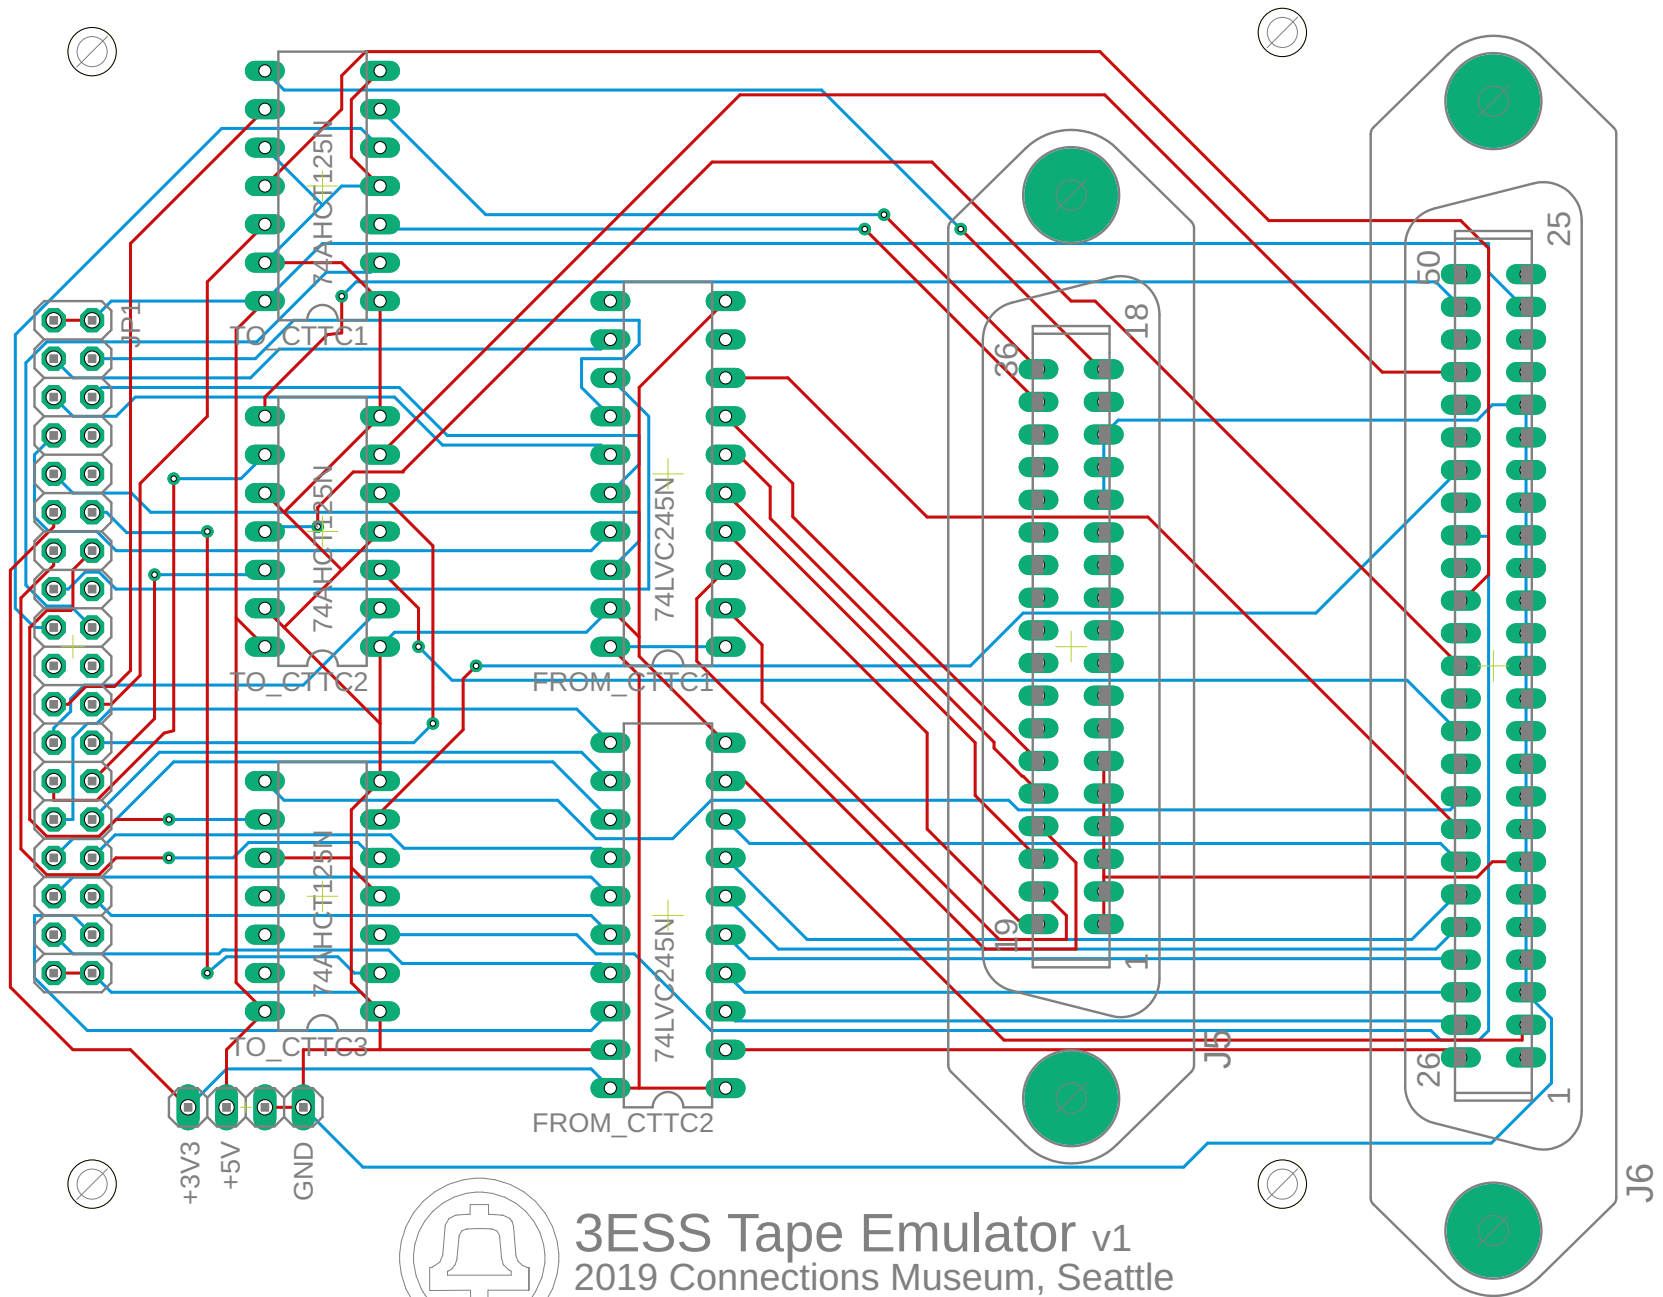 74AHCT125N
TO_CTTC1
JP1
74AHCT125N
TO_CTTC2
74AHCT125N
TO_CTTC3
74LVC245N
FROM_CTTC1
74LVC245N
FROM_CTTC2
18
36
19
1
J5
25
50
26
1
J6
+3V3
+5V
GND
3ESS Tape Emulator v1
2019 Connections Museum, Seattle